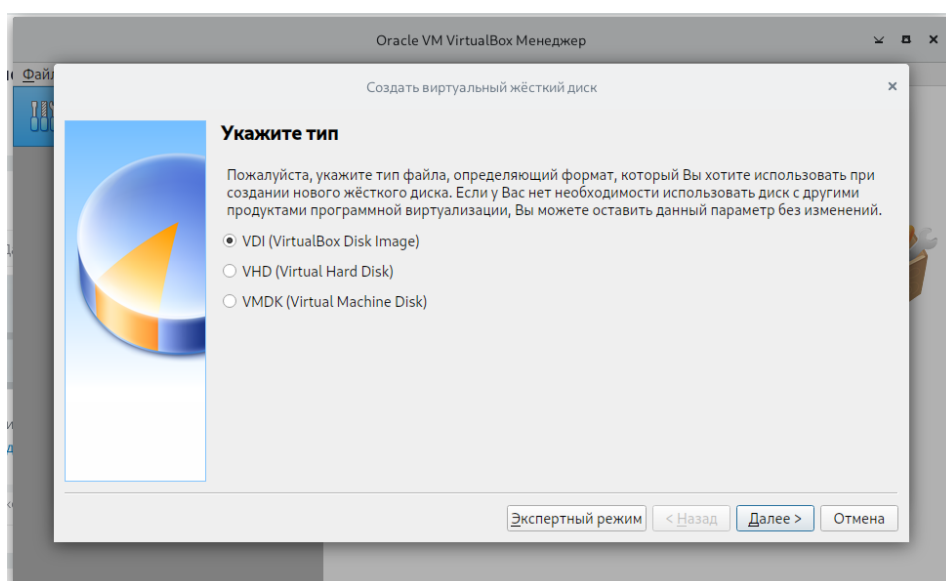 Oracle VM VirtualBox Менеджер
Файл
Создать виртуальный жёсткий диск
Укажите тип
Пожалуйста, укажите тип файла, определяющий формат, который Вы хотите использовать при
создании нового жёсткого диска. Если у Вас нет необходимости использовать диск с другими
продуктами программной виртуализации, Вы можете оставить данный параметр без изменений.
VDI (VirtualBox Disk Image)
VHD (Virtual Hard Disk)
VMDK (Virtual Machine Disk)
Экспертный режим < Назад Далее > Отмена